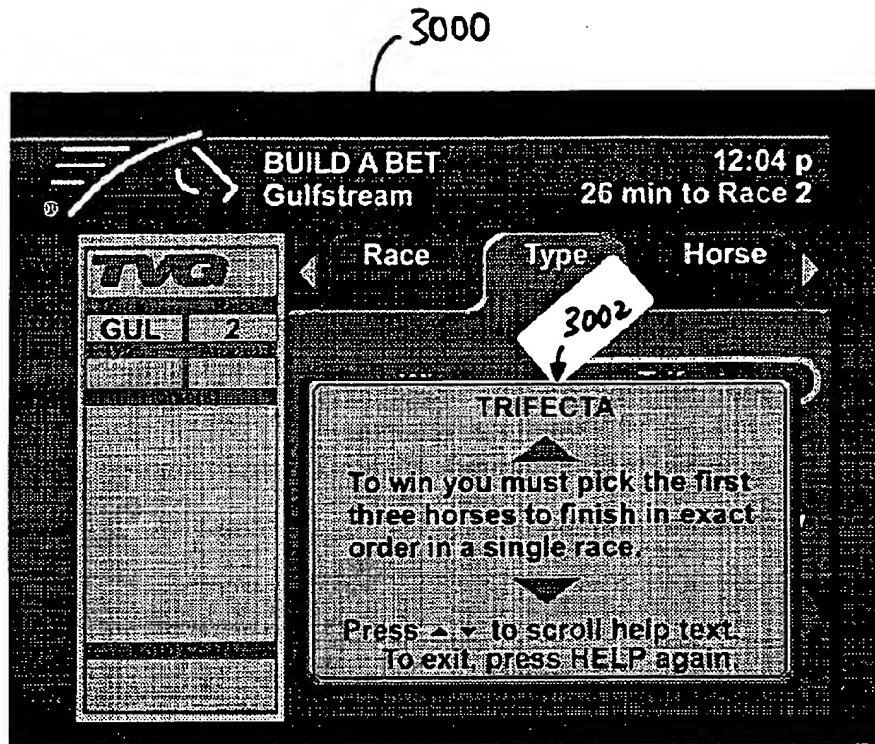 3000
BUILD A BET
Gulfstream
12:04 p
26 min to Race 2
TVG
GUL 2
Race
Type
Horse
3002
TRIFECTA
To win you must pick the first
three horses to finish in exact
order in a single race.
Press ▲ ▼ to scroll help text.
To exit, press HELP again.